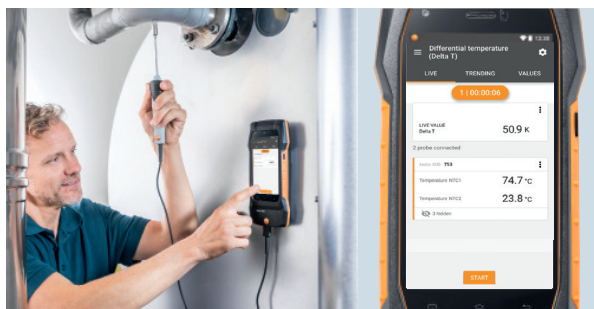 12:38
Differential temperature
(Delta T)
LIVE TRENDING VALUES
1 | 00:00:06
LIVE VALUE
Delta T 50.9 K
2 probe connected
753
Temperature NTC1 74.7 °C
Temperature NTC2 23.8 °C
3 hidden
START